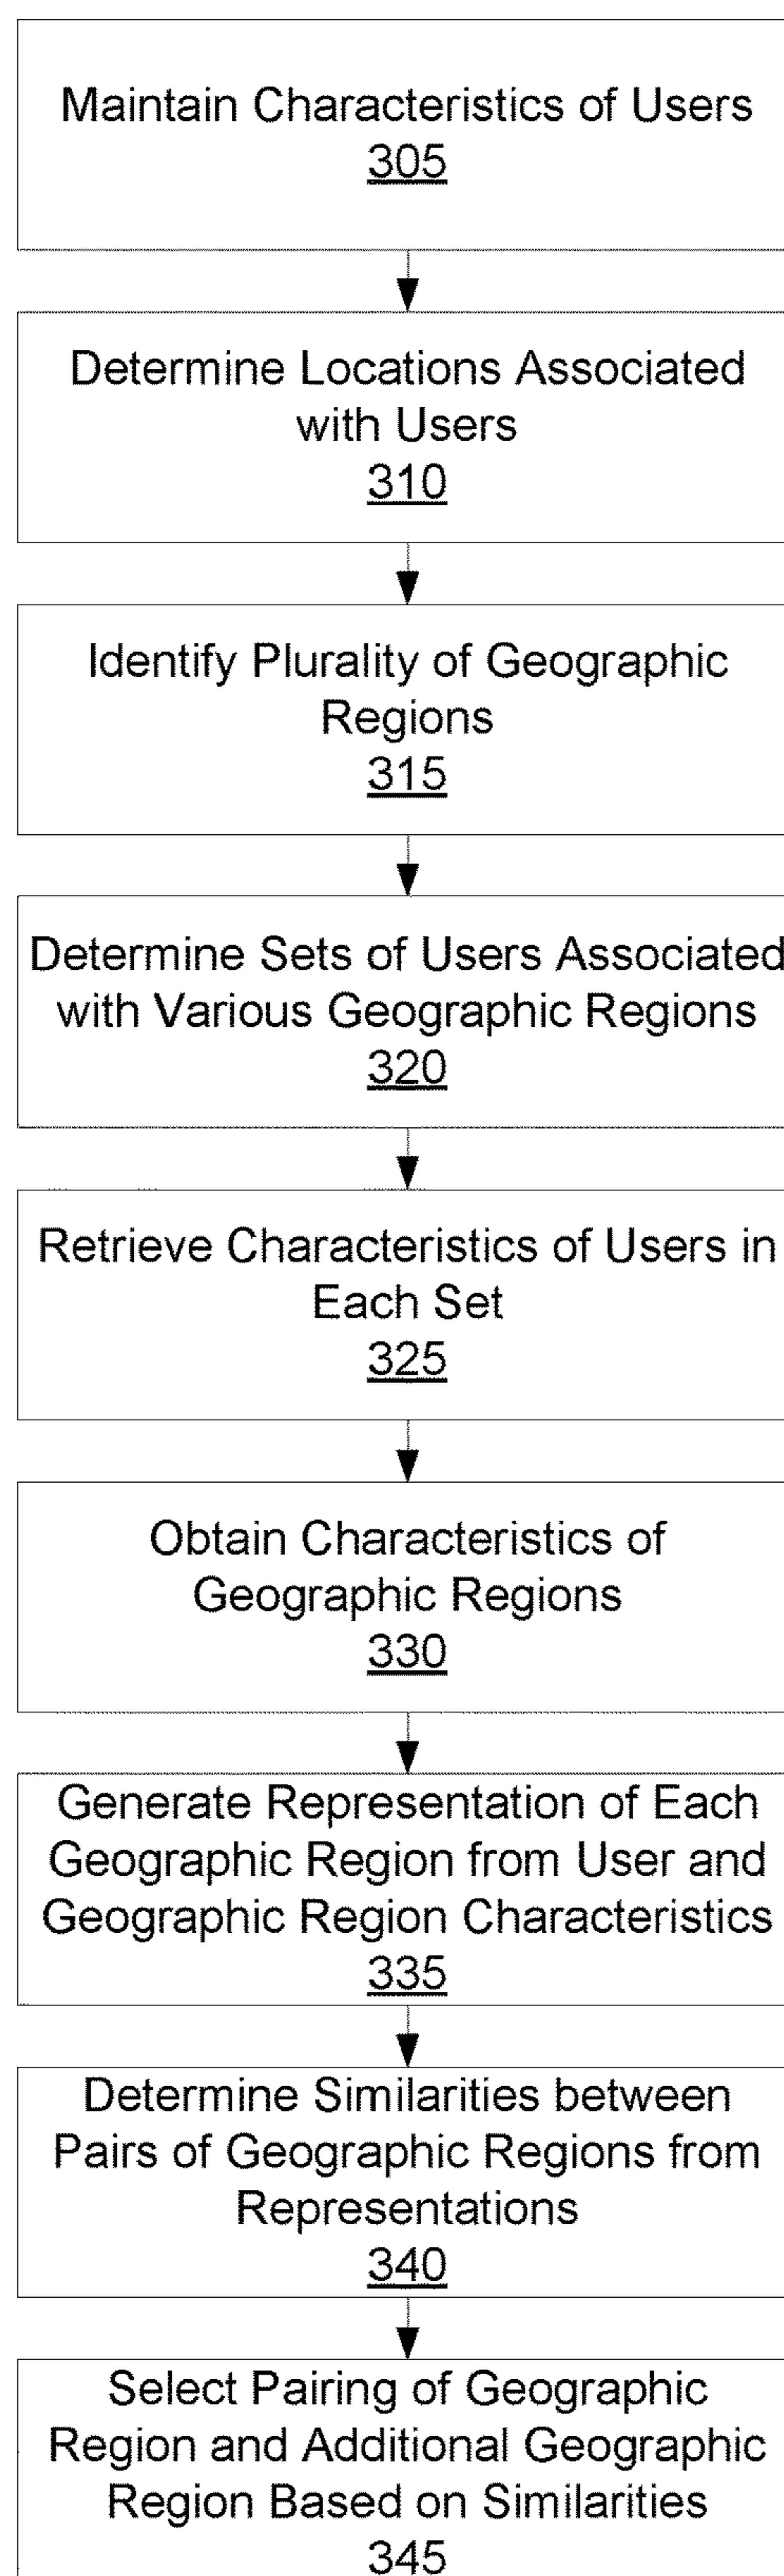 Maintain Characteristics of Users
305
Determine Locations Associated
with Users
310
Identify Plurality of Geographic
Regions
315
Determine Sets of Users Associated
with Various Geographic Regions
320
Retrieve Characteristics of Users in
Each Set
325
Obtain Characteristics of
Geographic Regions
330
Generate Representation of Each
Geographic Region from User and
Geographic Region Characteristics
335
Determine Similarities between
Pairs of Geographic Regions from
Representations
340
Select Pairing of Geographic
Region and Additional Geographic
Region Based on Similarities
345